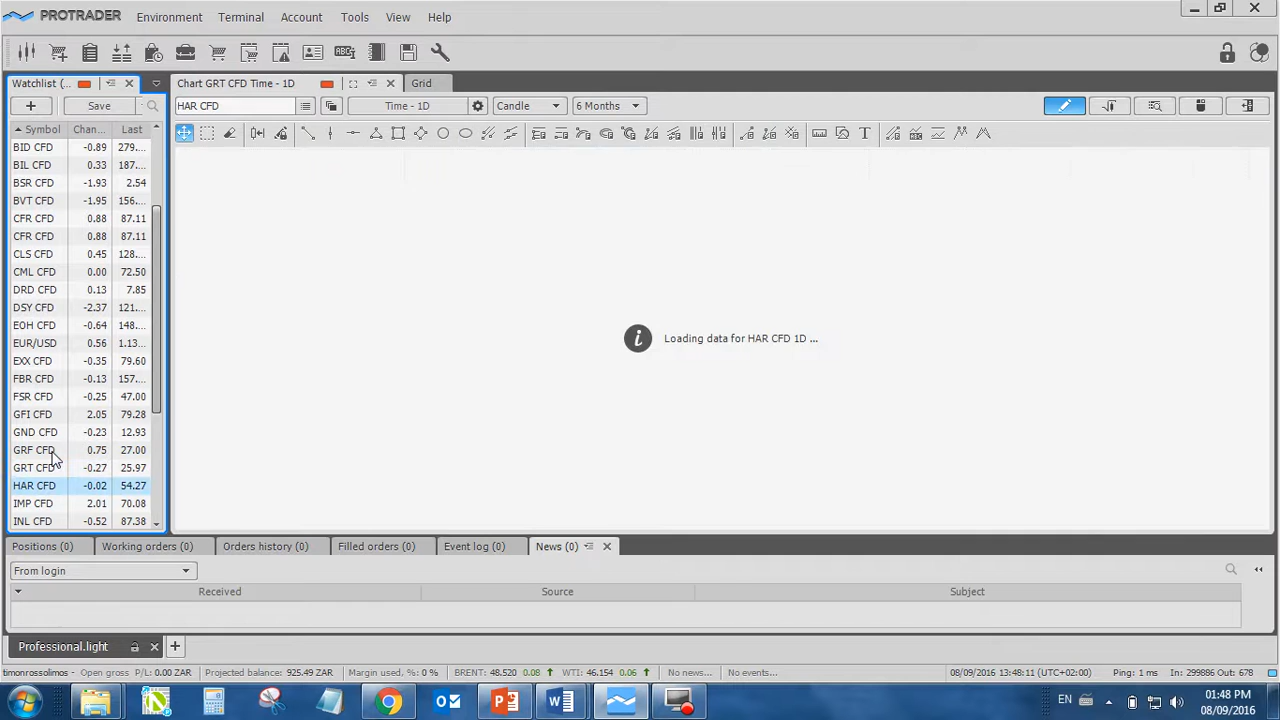 PROTRADER
Environment Terminal Account Tools View Help
Watchlist (...
Chart GRT CFD Time - 1D
Grid
Save
HAR CFD
Time - 1D
Candle
6 Months
Symbol Chan... Last
BID CFD -0.89 279....
BIL CFD 0.33 187....
BSR CFD -1.93 2.54
BVT CFD -1.95 156....
CFR CFD 0.88 87.11
CFR CFD 0.88 87.11
CLS CFD 0.45 128....
CML CFD 0.00 72.50
DRD CFD 0.13 7.85
DSY CFD -2.37 121....
EOH CFD -0.64 148....
EUR/USD 0.56 1.13...
EXX CFD -0.35 79.60
FBR CFD -0.13 157....
FSR CFD -0.25 47.00
GFI CFD 2.05 79.28
GND CFD -0.23 12.93
GRF CFD 0.75 27.00
GRT CFD -0.27 25.97
HAR CFD -0.02 54.27
IMP CFD 2.01 70.08
INL CFD -0.52 87.38
Loading data for HAR CFD 1D ...
Positions (0) Working orders (0) Orders history (0) Filled orders (0) Event log (0) News (0)
From login
Received Source Subject
Professional.light
timonrossolimos Open gross P/L: 0.00 ZAR Projected balance: 925.49 ZAR Margin used, %: 0 % BRENT: 48.520 0.08 WTI: 46.154 0.06 No news... No events... 08/09/2016 13:48:11 (UTC+02:00) Ping: 1 ms In: 299886 Out: 678
EN
01:48 PM
08/09/2016